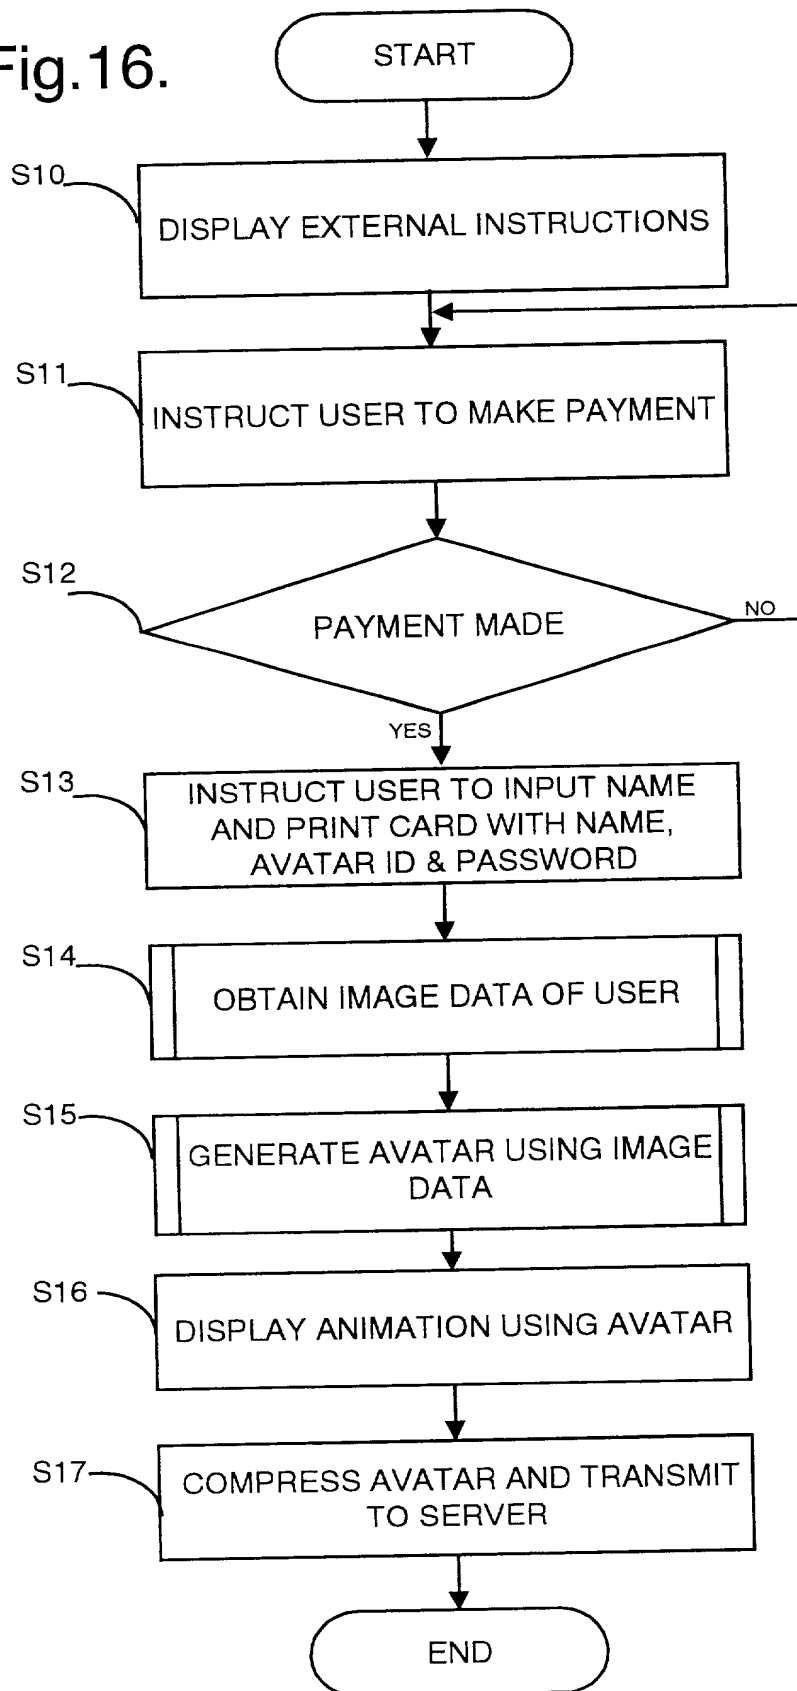 Fig.16.
START
S10
DISPLAY EXTERNAL INSTRUCTIONS
S11
INSTRUCT USER TO MAKE PAYMENT
S12
PAYMENT MADE
NO
YES
S13
INSTRUCT USER TO INPUT NAME
AND PRINT CARD WITH NAME,
AVATAR ID & PASSWORD
S14
OBTAIN IMAGE DATA OF USER
S15
GENERATE AVATAR USING IMAGE
DATA
S16
DISPLAY ANIMATION USING AVATAR
S17
COMPRESS AVATAR AND TRANSMIT
TO SERVER
END